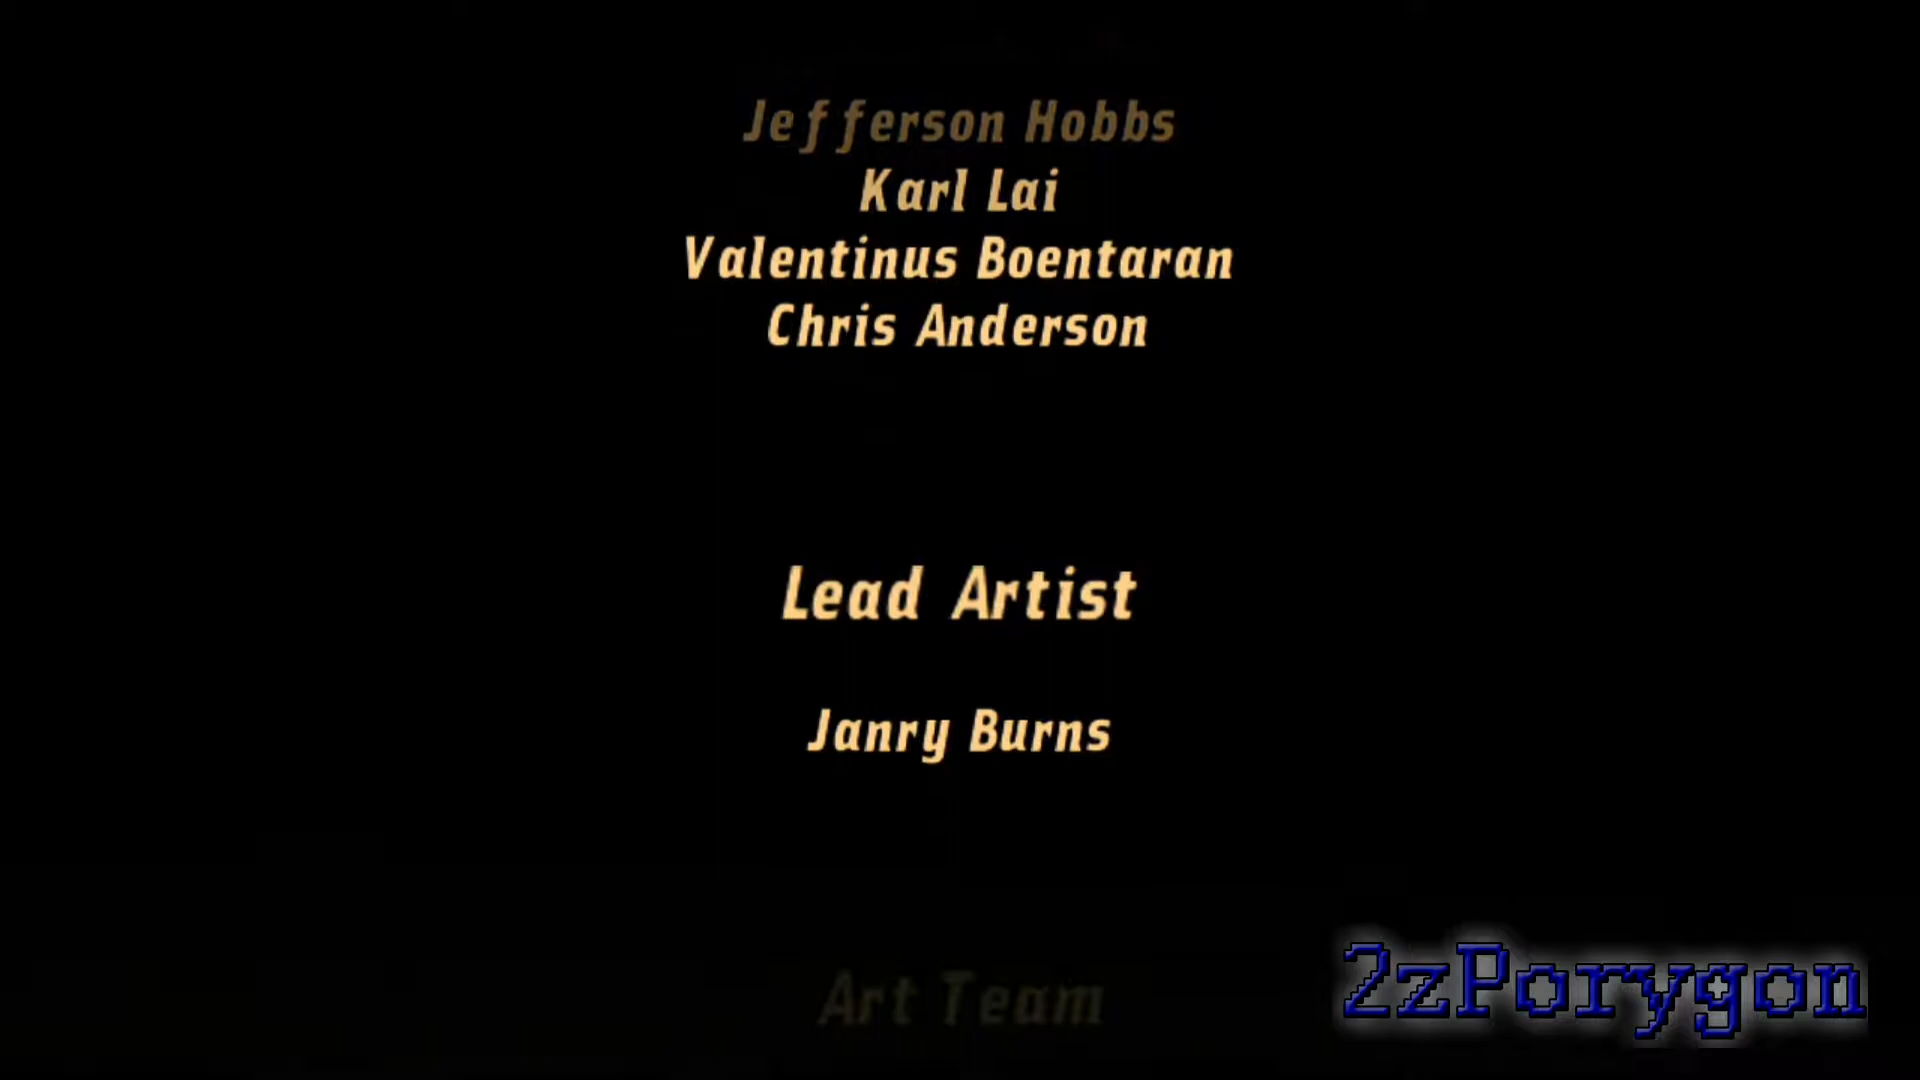 Jefferson Hobbs
Karl Lai
Valentinus Boentaran
Chris Anderson
Lead Artist
Janry Burns
Art Team
2zPorygon